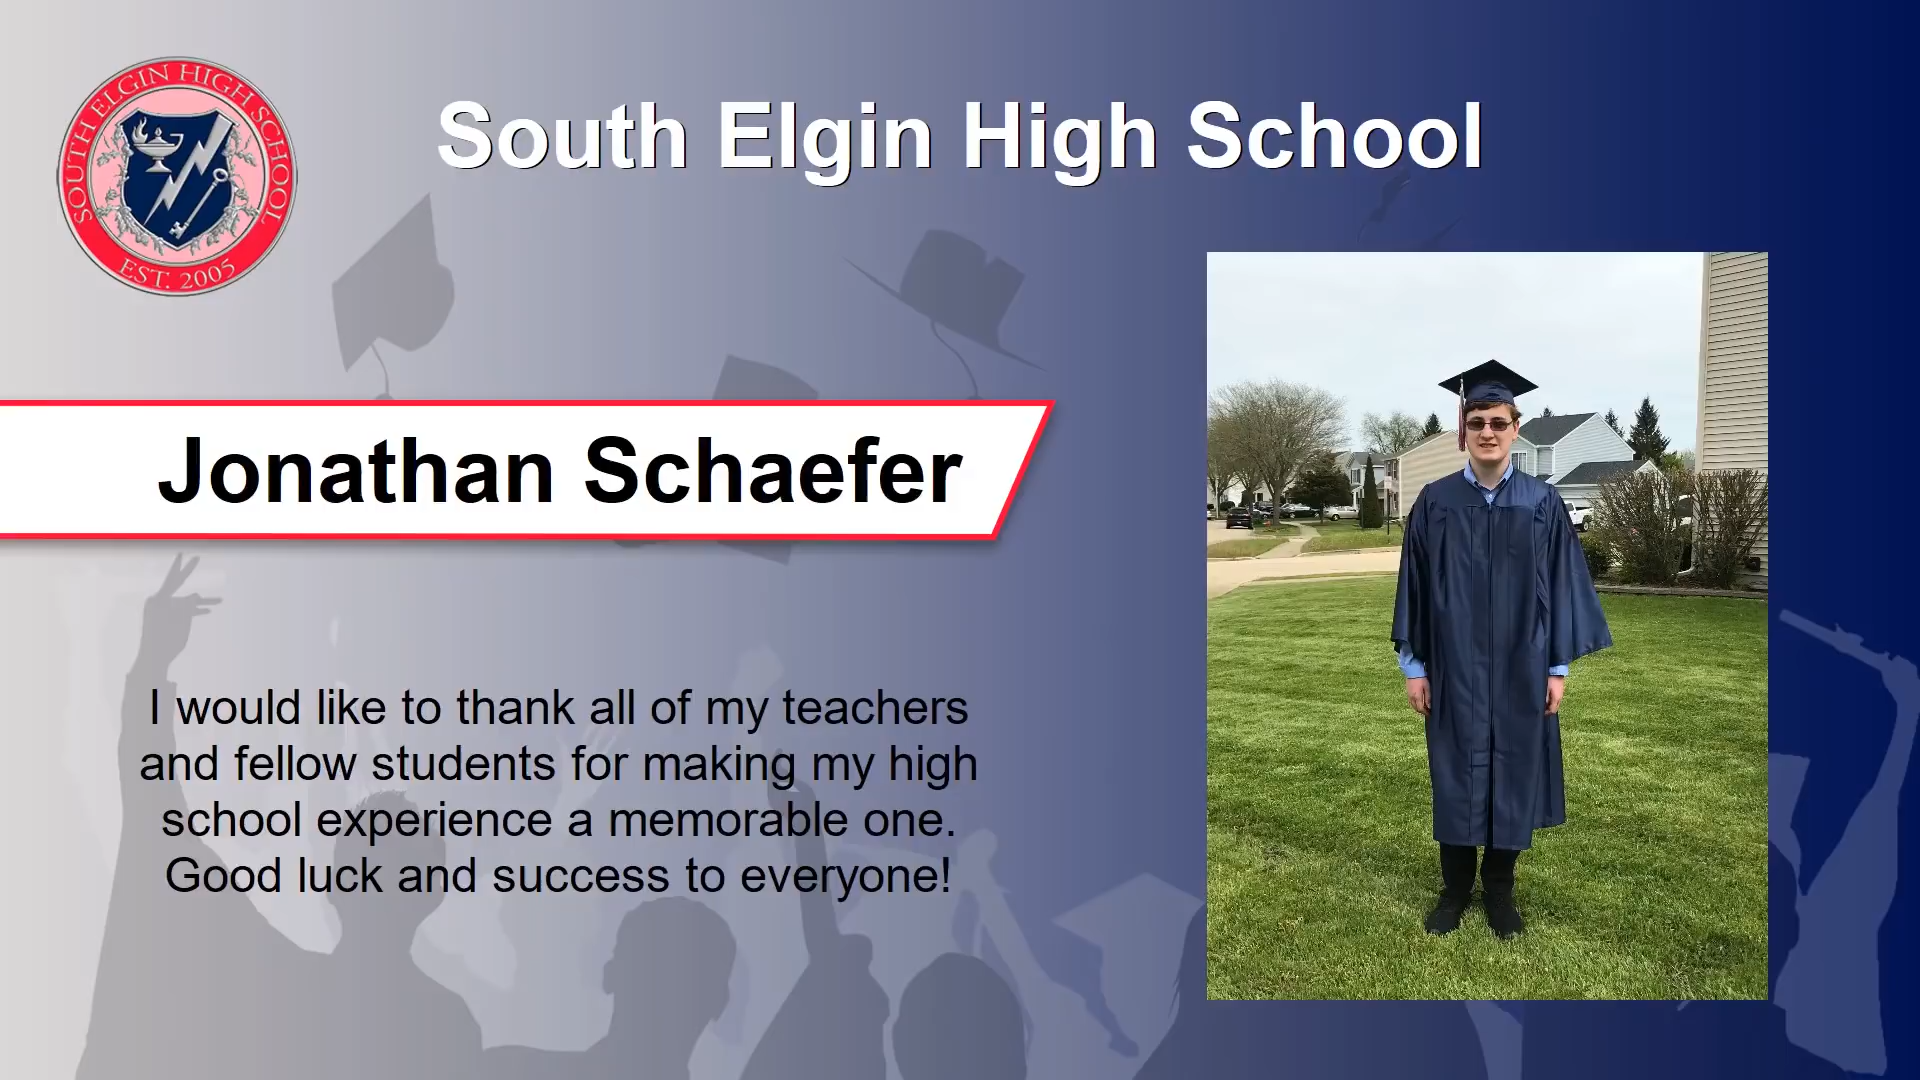 SOUTH ELGIN HIGH SCHOOL
EST. 2005
South Elgin High School
Jonathan Schaefer
I would like to thank all of my teachers
and fellow students for making my high
school experience a memorable one.
Good luck and success to everyone!